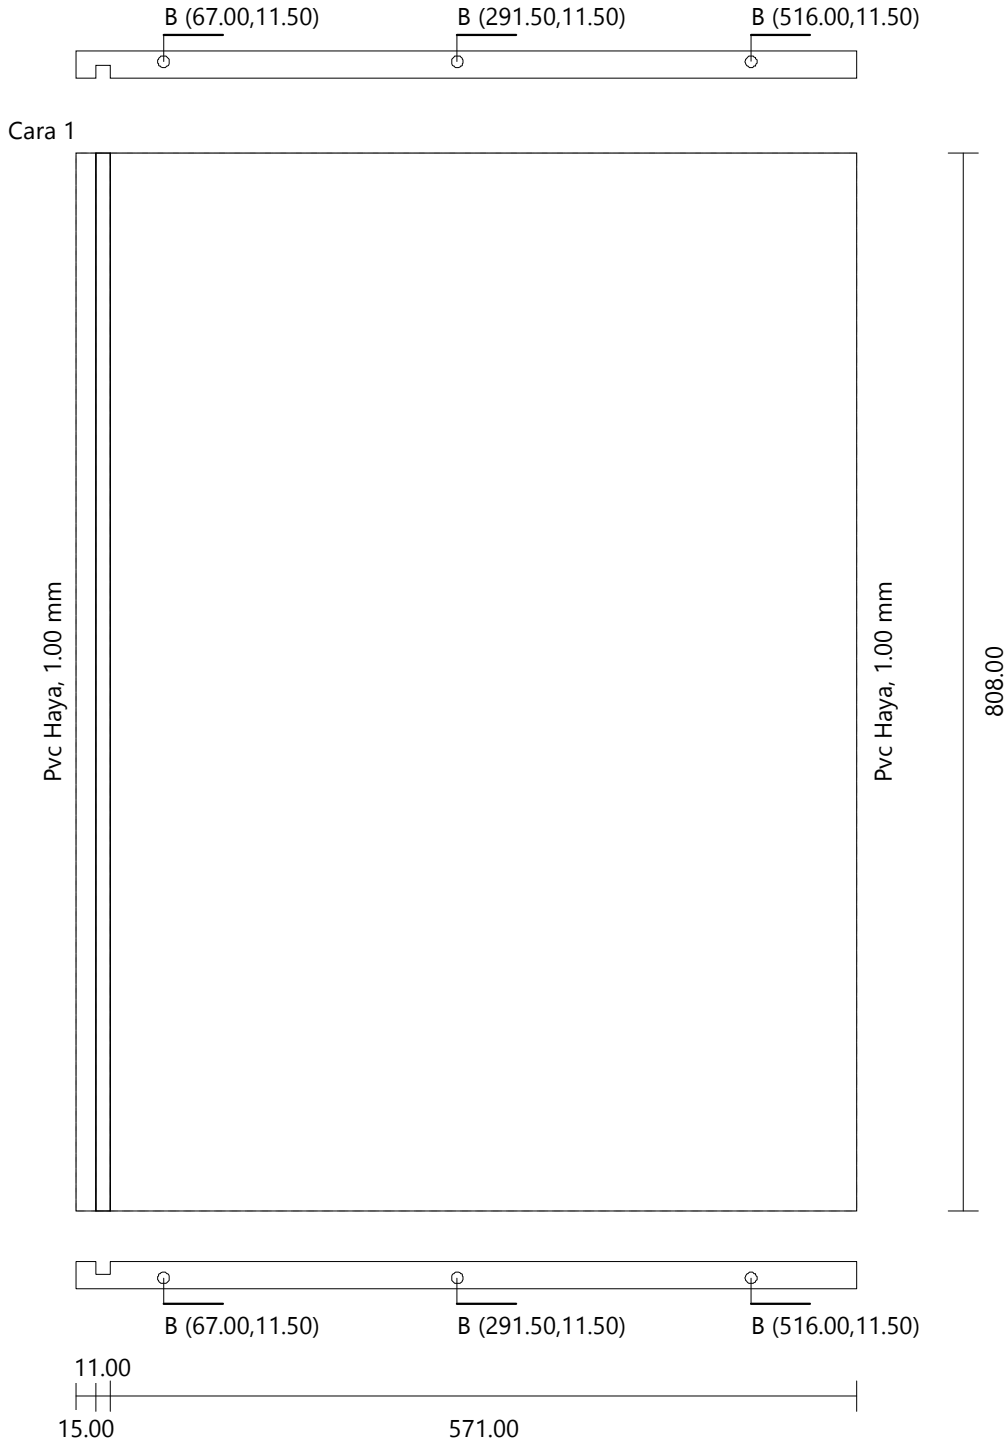 B (67.00,11.50) B (291.50,11.50) B (516.00,11.50)
Cara 1
Pvc Haya, 1.00 mm
Pvc Haya, 1.00 mm
808.00
B (67.00,11.50) B (291.50,11.50) B (516.00,11.50)
11.00
15.00 571.00